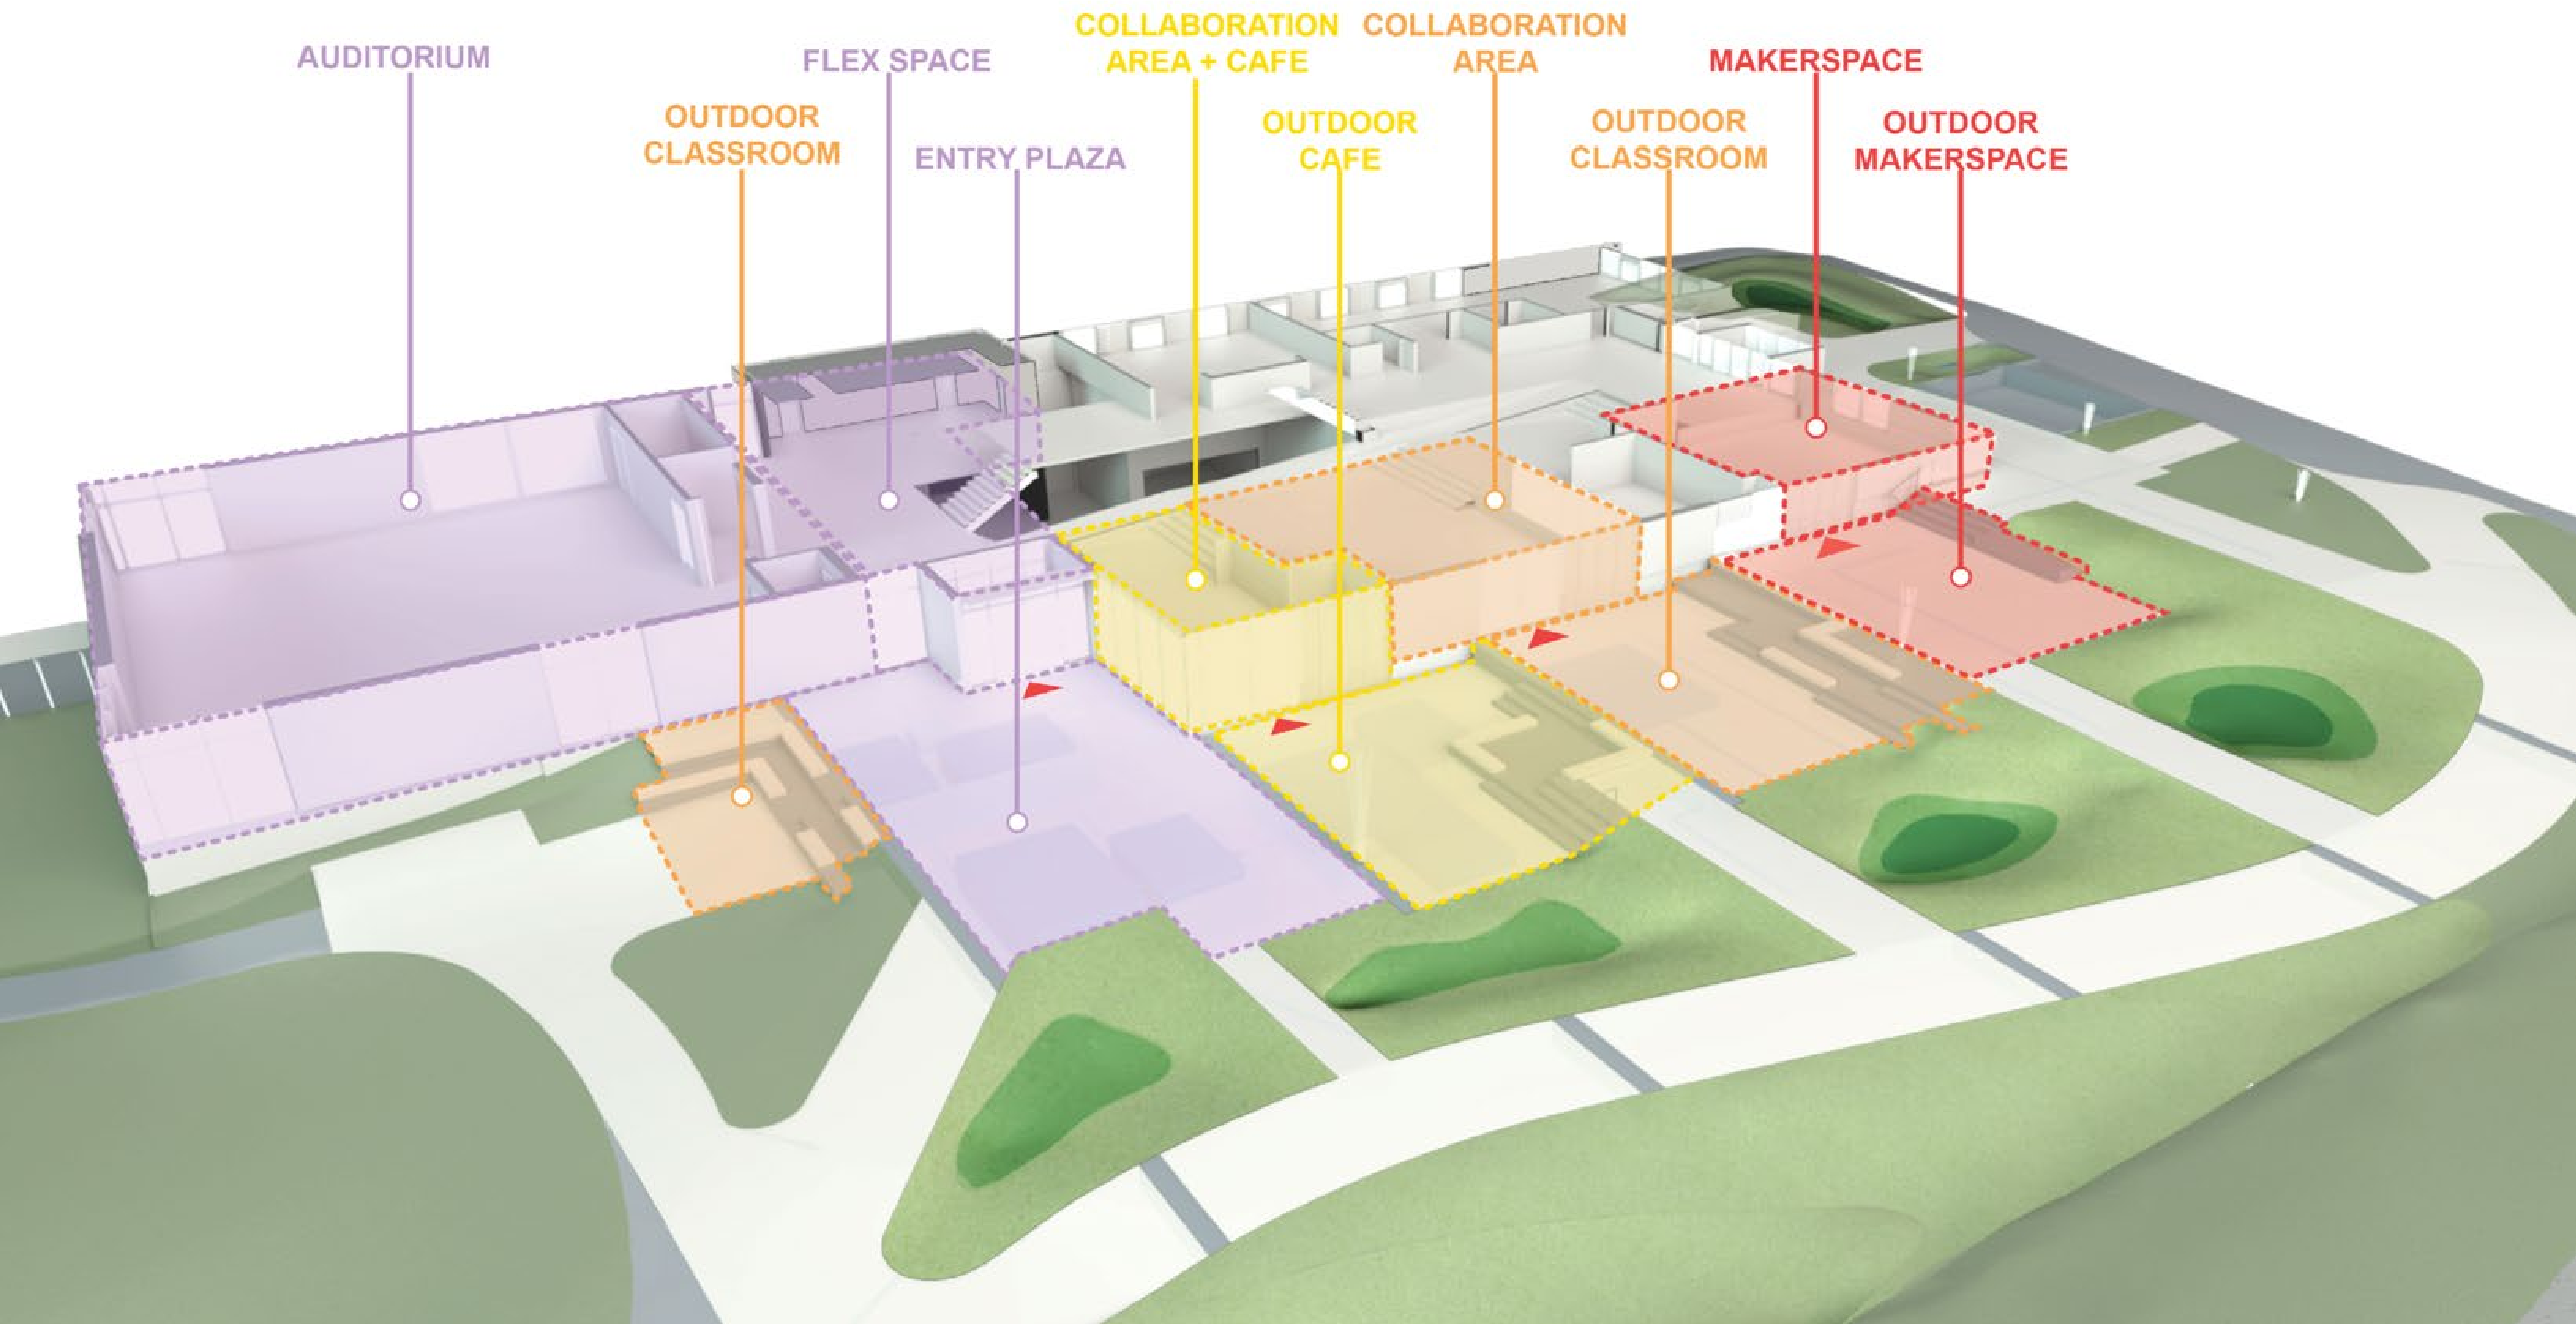 AUDITORIUM
OUTDOOR
CLASSROOM
FLEX SPACE
ENTRY PLAZA
COLLABORATION
AREA + CAFE
OUTDOOR
CAFE
COLLABORATION
AREA
OUTDOOR
CLASSROOM
MAKERSPACE
OUTDOOR
MAKERSPACE